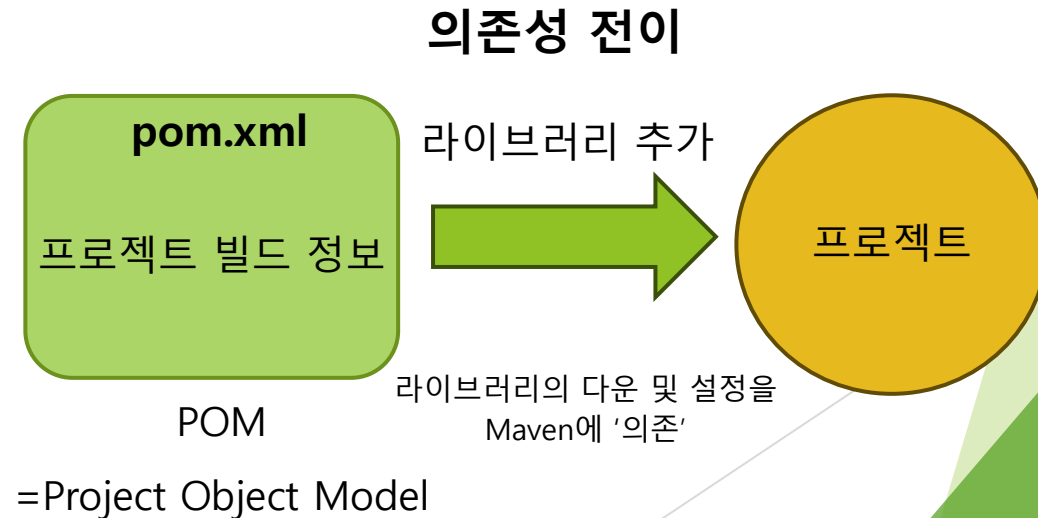 의존성 전이
pom.xml
프로젝트 빌드 정보
라이브러리 추가
프로젝트
라이브러리의 다운 및 설정을
Maven에 '의존'
POM
=Project Object Model